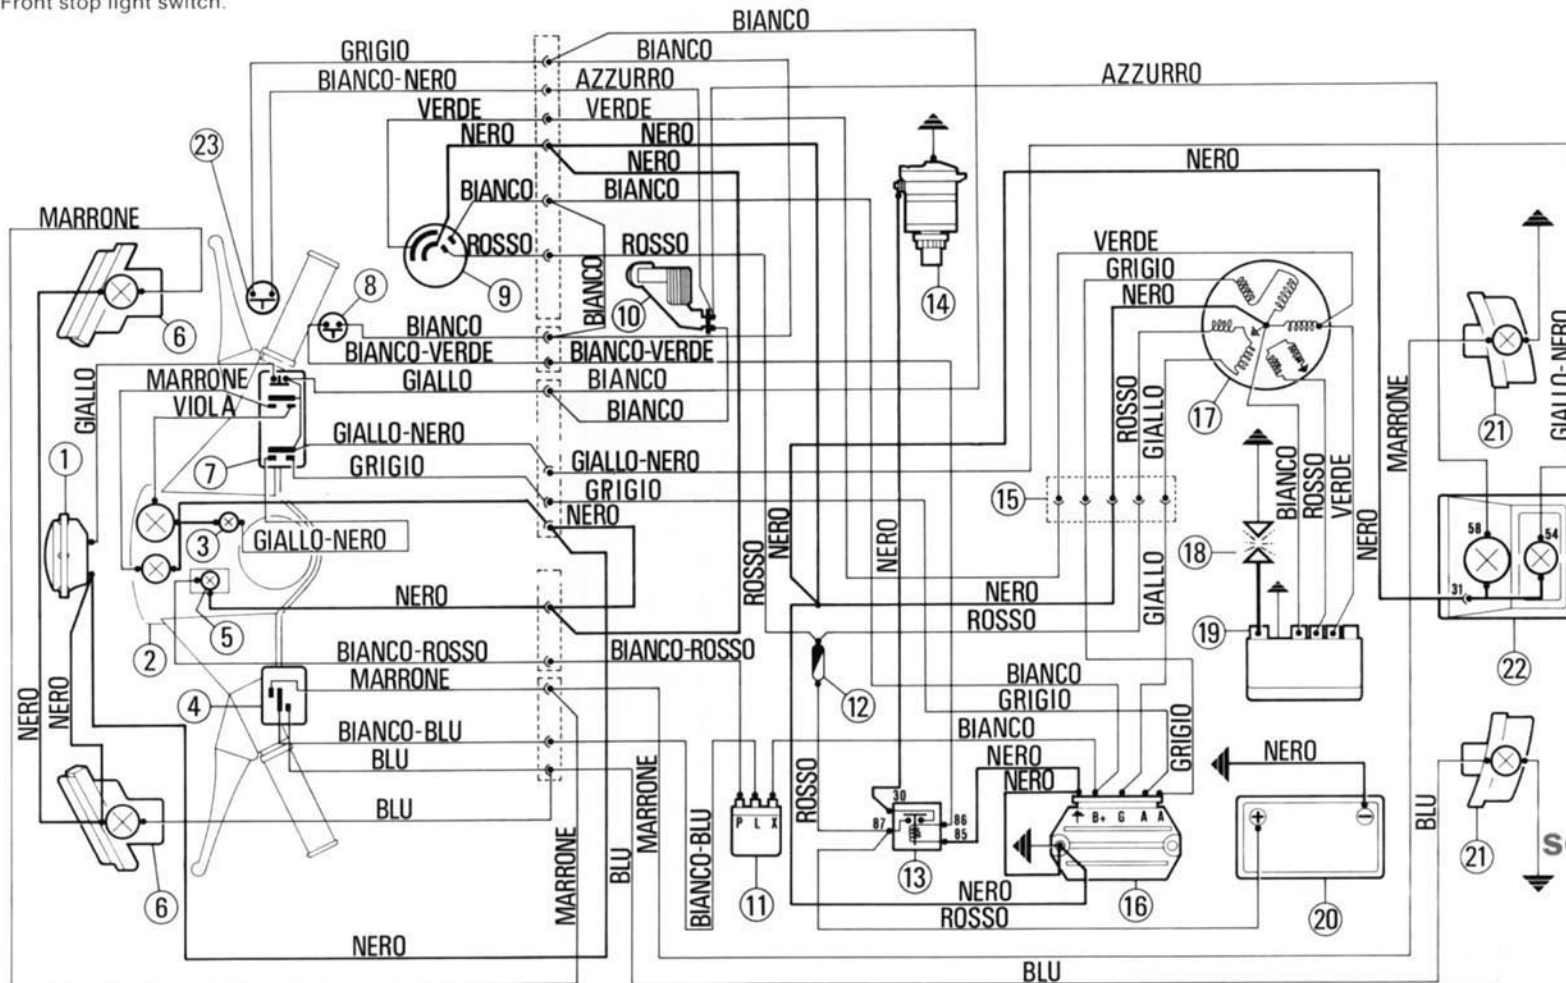 Front stop light switch.
BIANCO
GRIGIO
BIANCO
BIANCO-NERO
AZZURRO
AZZURRO
VERDE
VERDE
NERO
NERO
NERO
NERO
23
14
BIANCO
BIANCO
MARRONE
ROSSO
ROSSO
VERDE
GRIGIO
NERO
BIANCO
6
8
9
10
BIANCO
BIANCO-VERDE
BIANCO-VERDE
GIALLO
BIANCO
MARRONE
VIOLA
BIANCO
GIALLO
17
21
GIALLO-NERO
ROSSO
GIALLO
MARRONE
1
7
GIALLO-NERO
GIALLO-NERO
GRIGIO
GRIGIO
15
NERO
3
GIALLO-NERO
BIANCO
ROSSO
VERDE
NERO
18
58
54
31
NERO
NERO
ROSSO
NERO
NERO
NERO
ROSSO
GIALLO
5
2
19
22
BIANCO-ROSSO
BIANCO-ROSSO
MARRONE
4
12
BIANCO
GRIGIO
NERO
NERO
BIANCO-BLU
BIANCO
GRIGIO
BLU
NERO
NERO
NERO
MARRONE
ROSSO
BLU
BLU
30
87
86
85
P L X
B+ G A A
+
−
6
11
13
16
20
21
BIANCO-BLU
BLU
MARRONE
NERO
ROSSO
NERO
BLU